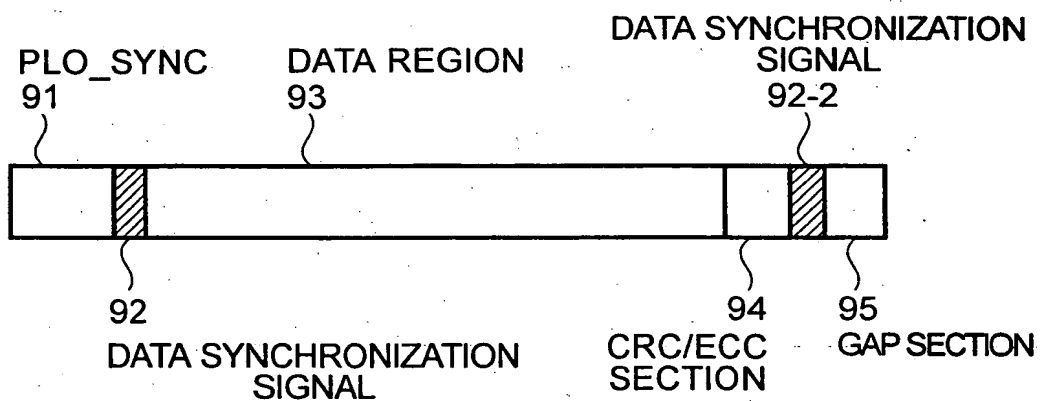 PLO_SYNC
91
DATA REGION
93
DATA SYNCHRONIZATION
SIGNAL
92-2
92
DATA SYNCHRONIZATION
SIGNAL
94
CRC/ECC
SECTION
95
GAP SECTION